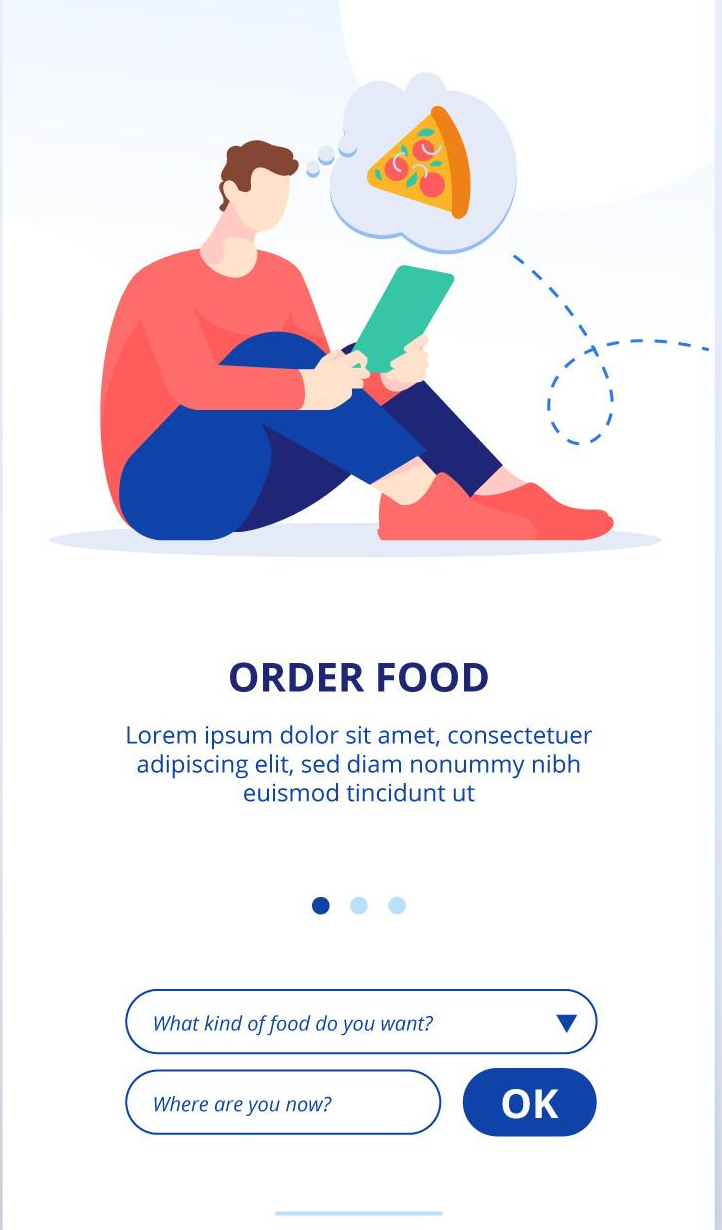 ORDER FOOD
Lorem ipsum dolor sit amet, consectetuer
adipiscing elit, sed diam nonummy nibh
euismod tincidunt ut
What kind of food do you want?
Where are you now?
OK